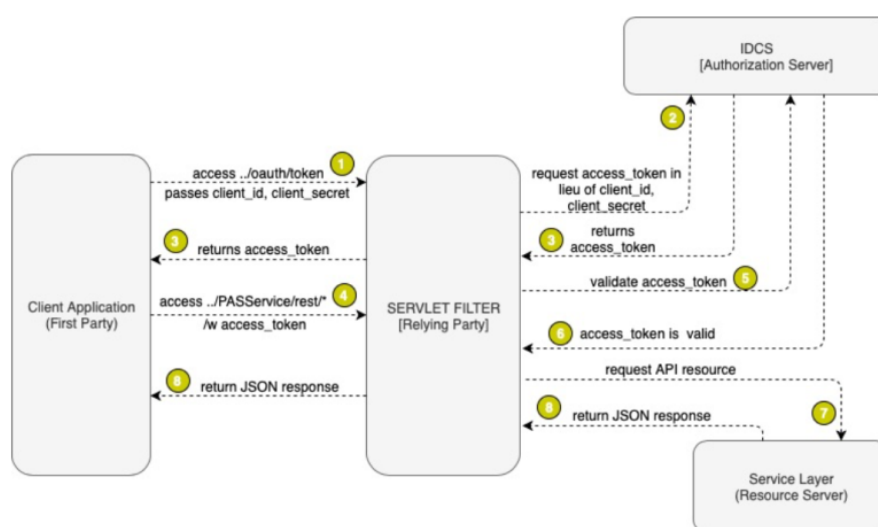 IDCS
[Authorization Server]
2
1
access ../oauth/token
passes client_id, client_secret
request access_token in
lieu of client_id,
client_secret
3
returns access_token
3
returns
access_token
validate access_token
5
Client Application
(First Party)
access ../PASService/rest/*
4
/w access_token
SERVLET FILTER
[Relying Party]
6
access_token is valid
request API resource
8
return JSON response
8
return JSON response
7
Service Layer
(Resource Server)